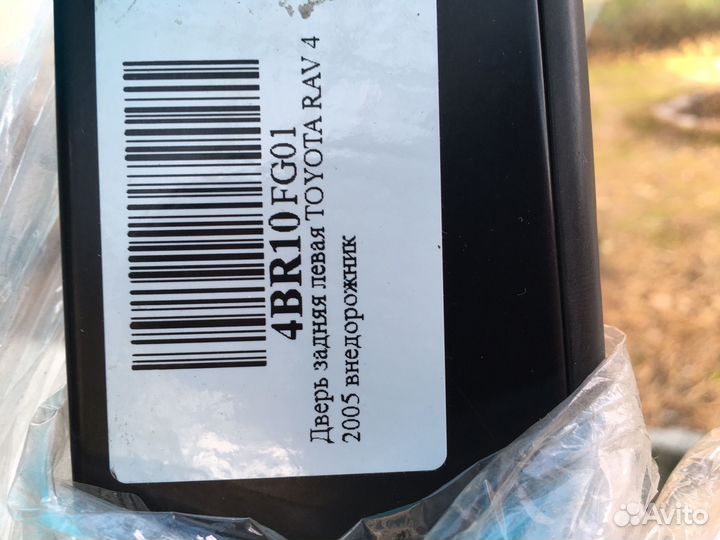 4BR10FG01
Дверь задняя левая TOYOTA RAV 4
2005 внедорожник
Avito